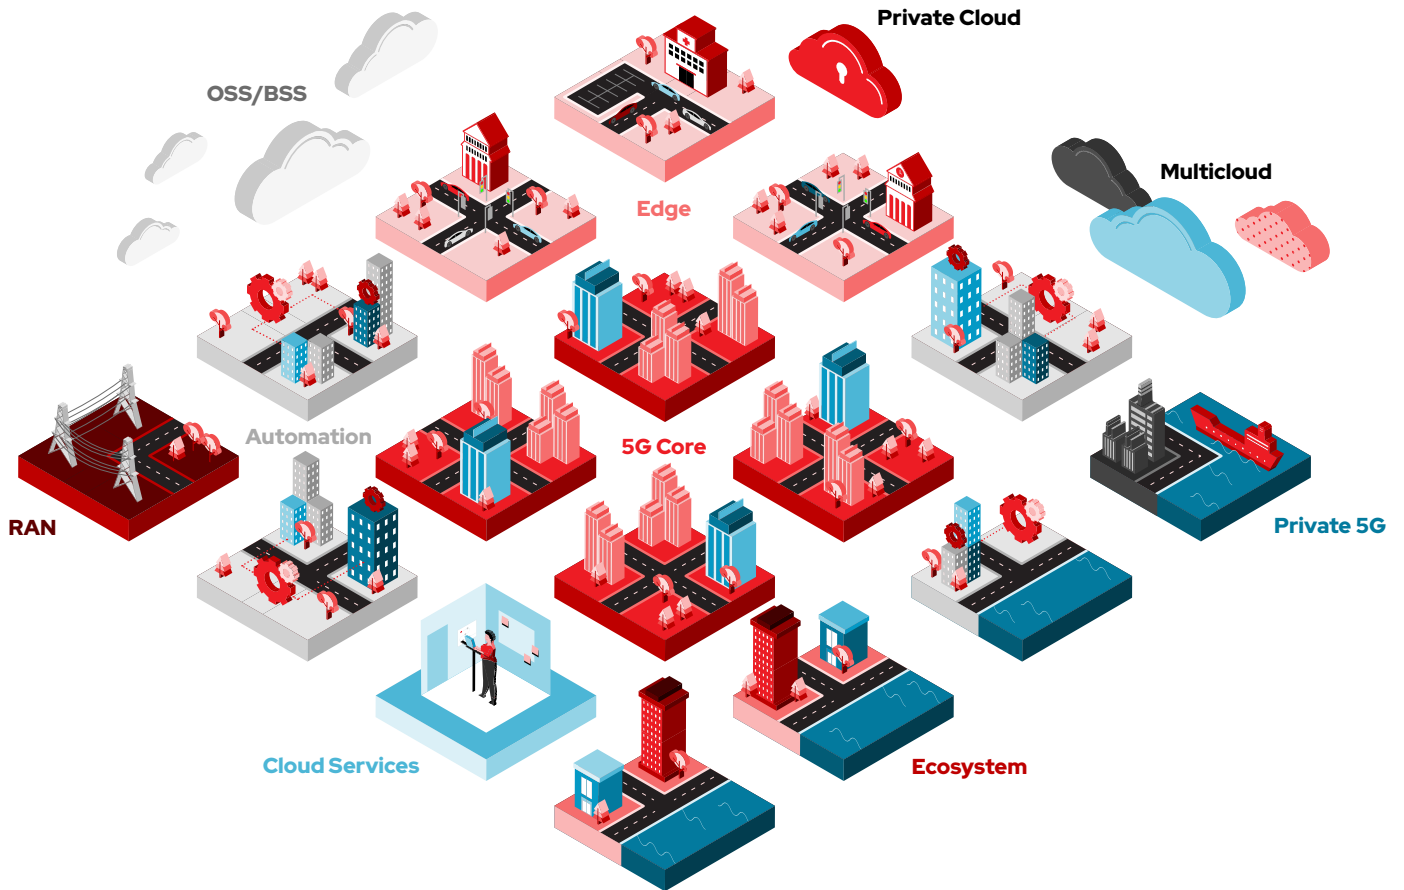 Private Cloud
OSS/BSS
Multicloud
Edge
Automation
5G Core
RAN
Private 5G
Cloud Services
Ecosystem